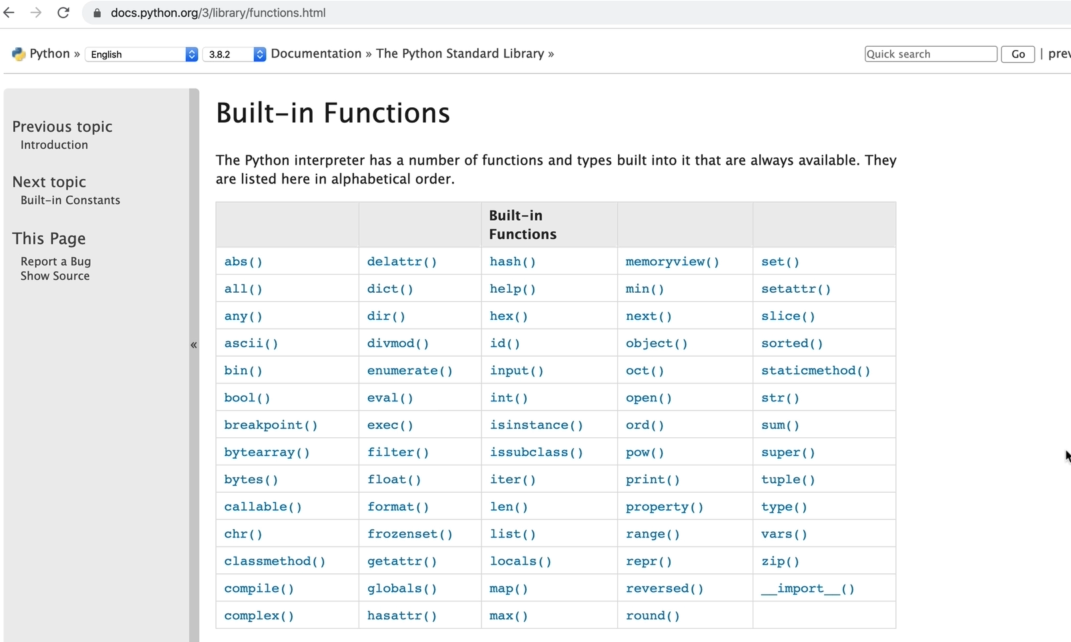 docs.python.org/3/library/functions.html
Python » English 3.8.2 Documentation » The Python Standard Library » Quick search Go | prev
Previous topic
Introduction
Next topic
Built-in Constants
This Page
Report a Bug
Show Source
«
Built-in Functions
The Python interpreter has a number of functions and types built into it that are always available. They
are listed here in alphabetical order.
Built-in
Functions
abs() delattr() hash() memoryview() set()
all() dict() help() min() setattr()
any() dir() hex() next() slice()
ascii() divmod() id() object() sorted()
bin() enumerate() input() oct() staticmethod()
bool() eval() int() open() str()
breakpoint() exec() isinstance() ord() sum()
bytearray() filter() issubclass() pow() super()
bytes() float() iter() print() tuple()
callable() format() len() property() type()
chr() frozenset() list() range() vars()
classmethod() getattr() locals() repr() zip()
compile() globals() map() reversed() __import__()
complex() hasattr() max() round()